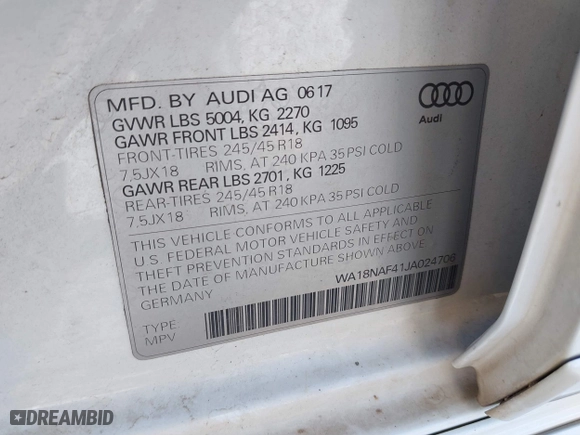 MFD. BY AUDI AG 06 17
GVWR LBS 5004, KG 2270
GAWR FRONT LBS 2414, KG 1095
FRONT-TIRES 245/45 R18
7.5JX18 RIMS, AT 240 KPA 35 PSI COLD
GAWR REAR LBS 2701, KG 1225
REAR-TIRES 245/45 R18
7.5JX18 RIMS, AT 240 KPA 35 PSI COLD
THIS VEHICLE CONFORMS TO ALL APPLICABLE
U.S. FEDERAL MOTOR VEHICLE SAFETY AND
THEFT PREVENTION STANDARDS IN EFFECT ON
THE DATE OF MANUFACTURE SHOWN ABOVE.
WA18NAF41JA024706
TYPE
MPV
Audi
DREAMBID